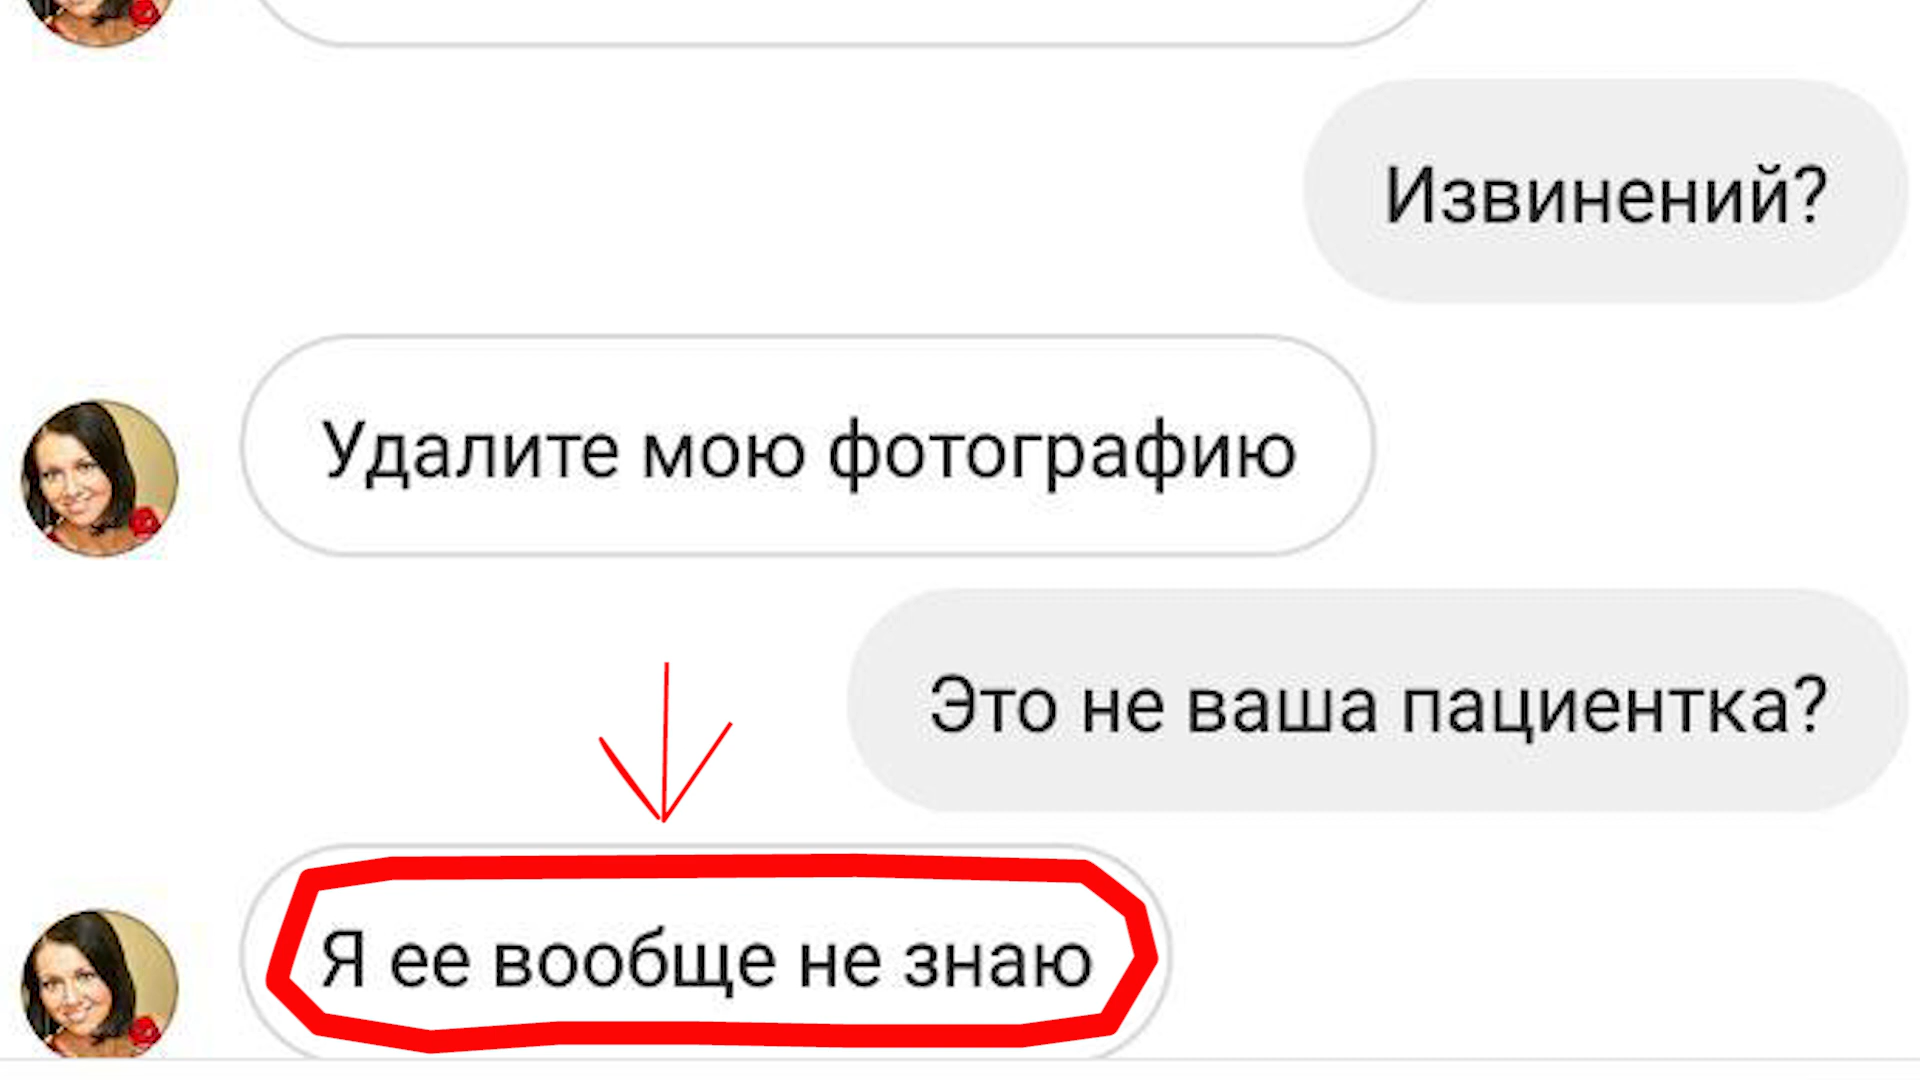 Извинений?
Удалите мою фотографию
Это не ваша пациентка?
Я ее вообще не знаю